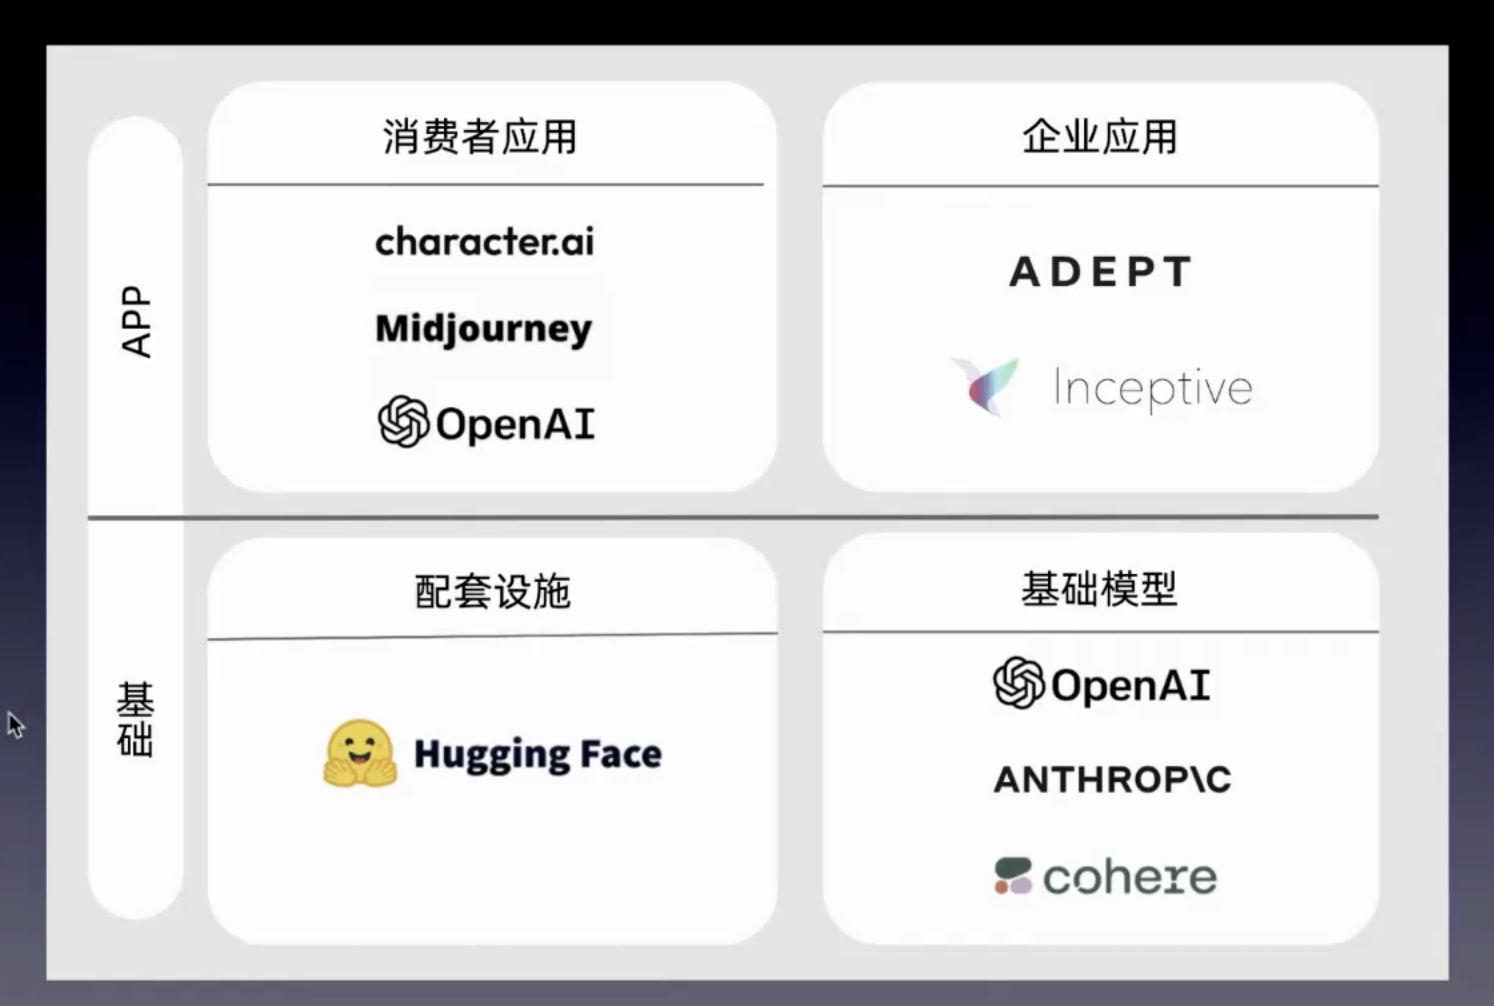 消费者应用
企业应用
APP
character.ai
Midjourney
OpenAI
ADEPT
Inceptive
基础
配套设施
基础模型
Hugging Face
OpenAI
ANTHROP\C
cohere